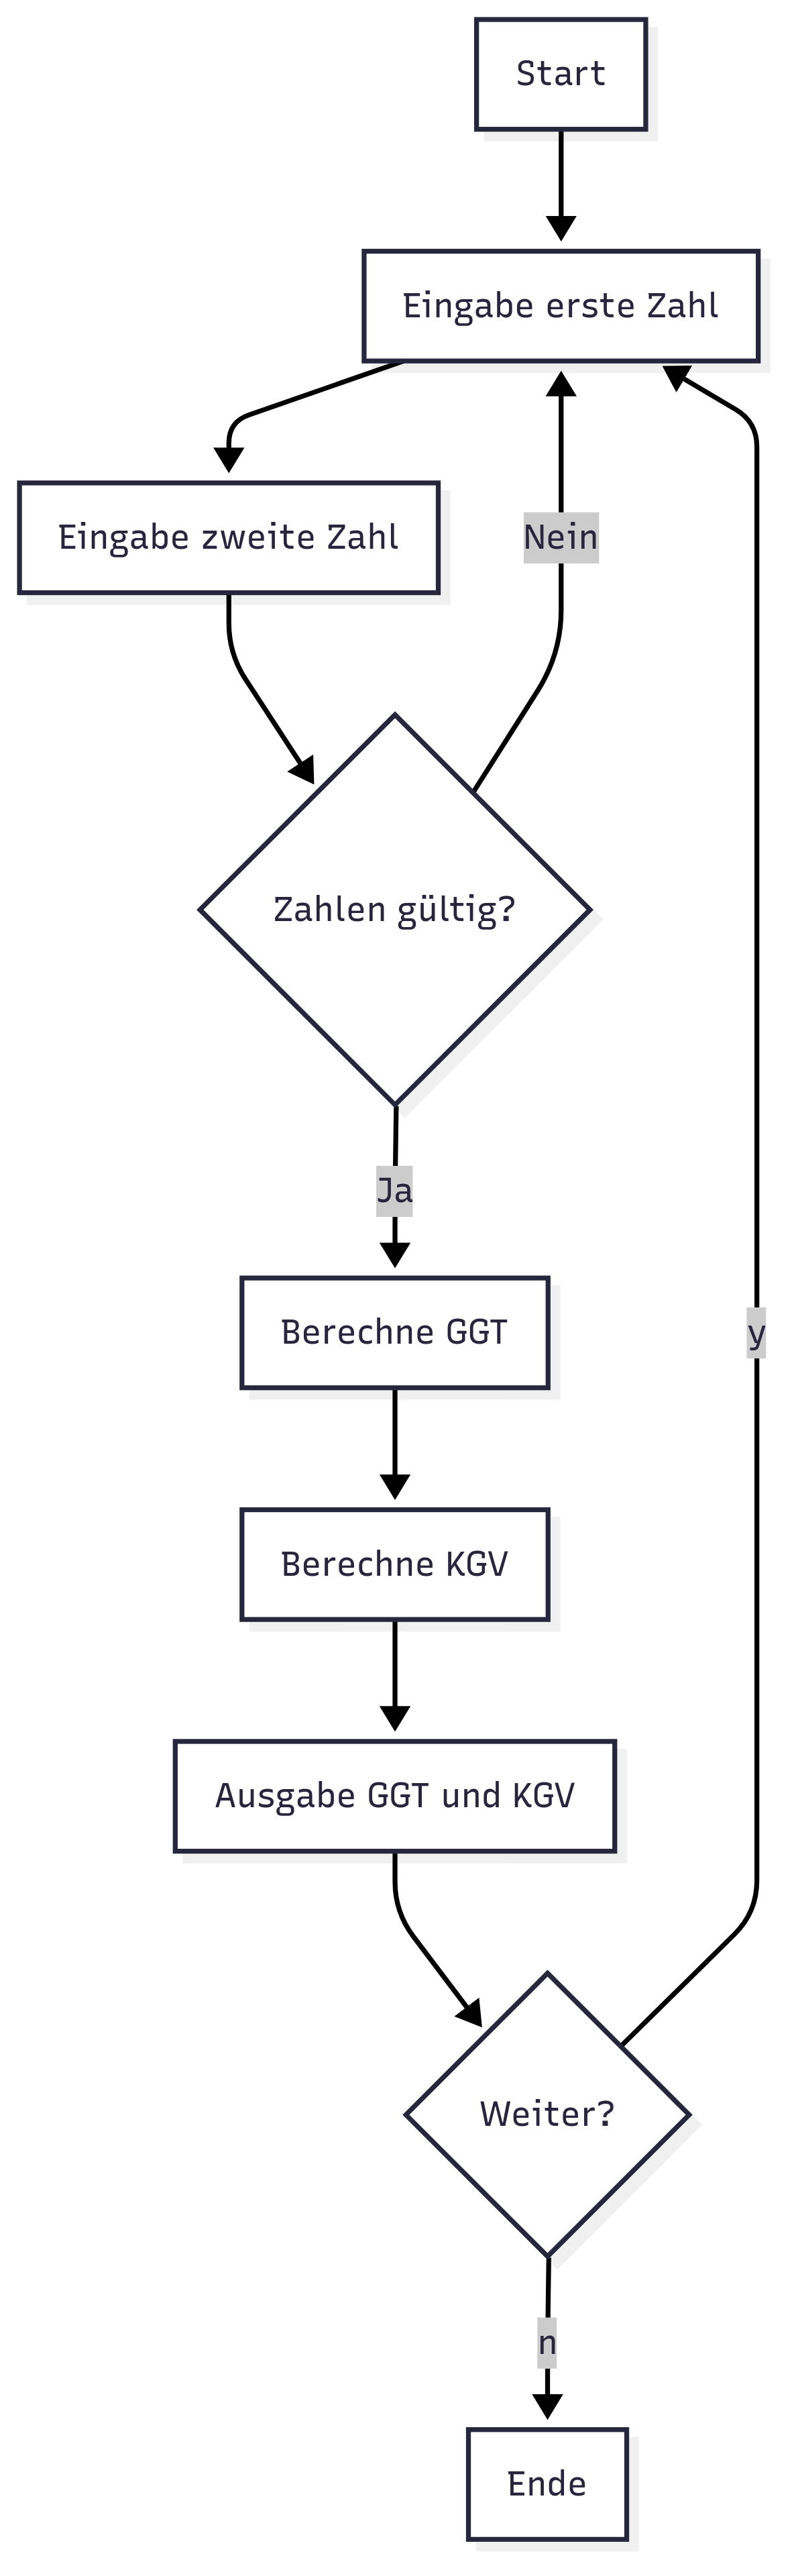 Start
Eingabe erste Zahl
Eingabe zweite Zahl
Nein
Zahlen gültig?
Ja
Berechne GGT
y
Berechne KGV
Ausgabe GGT und KGV
Weiter?
n
Ende